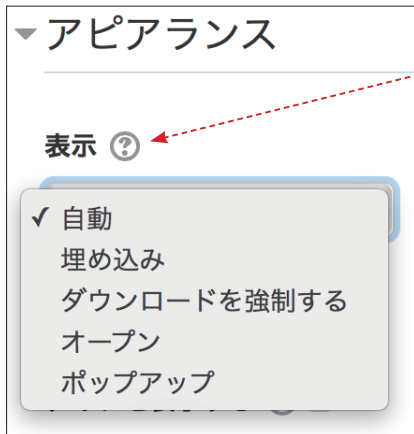 アピアランス
表示
自動
埋め込み
ダウンロードを強制する
オープン
ポップアップ